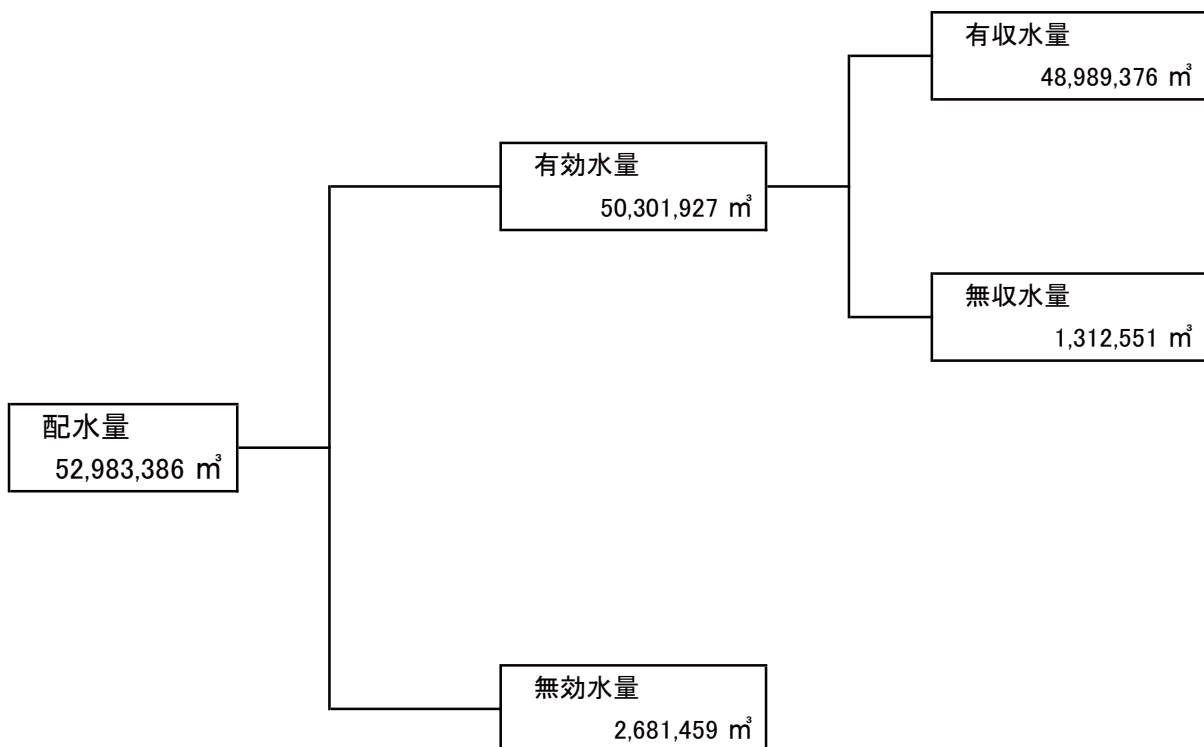 有収水量
48,989,376 ㎥
有効水量
50,301,927 ㎥
無収水量
1,312,551 ㎥
配水量
52,983,386 ㎥
無効水量
2,681,459 ㎥